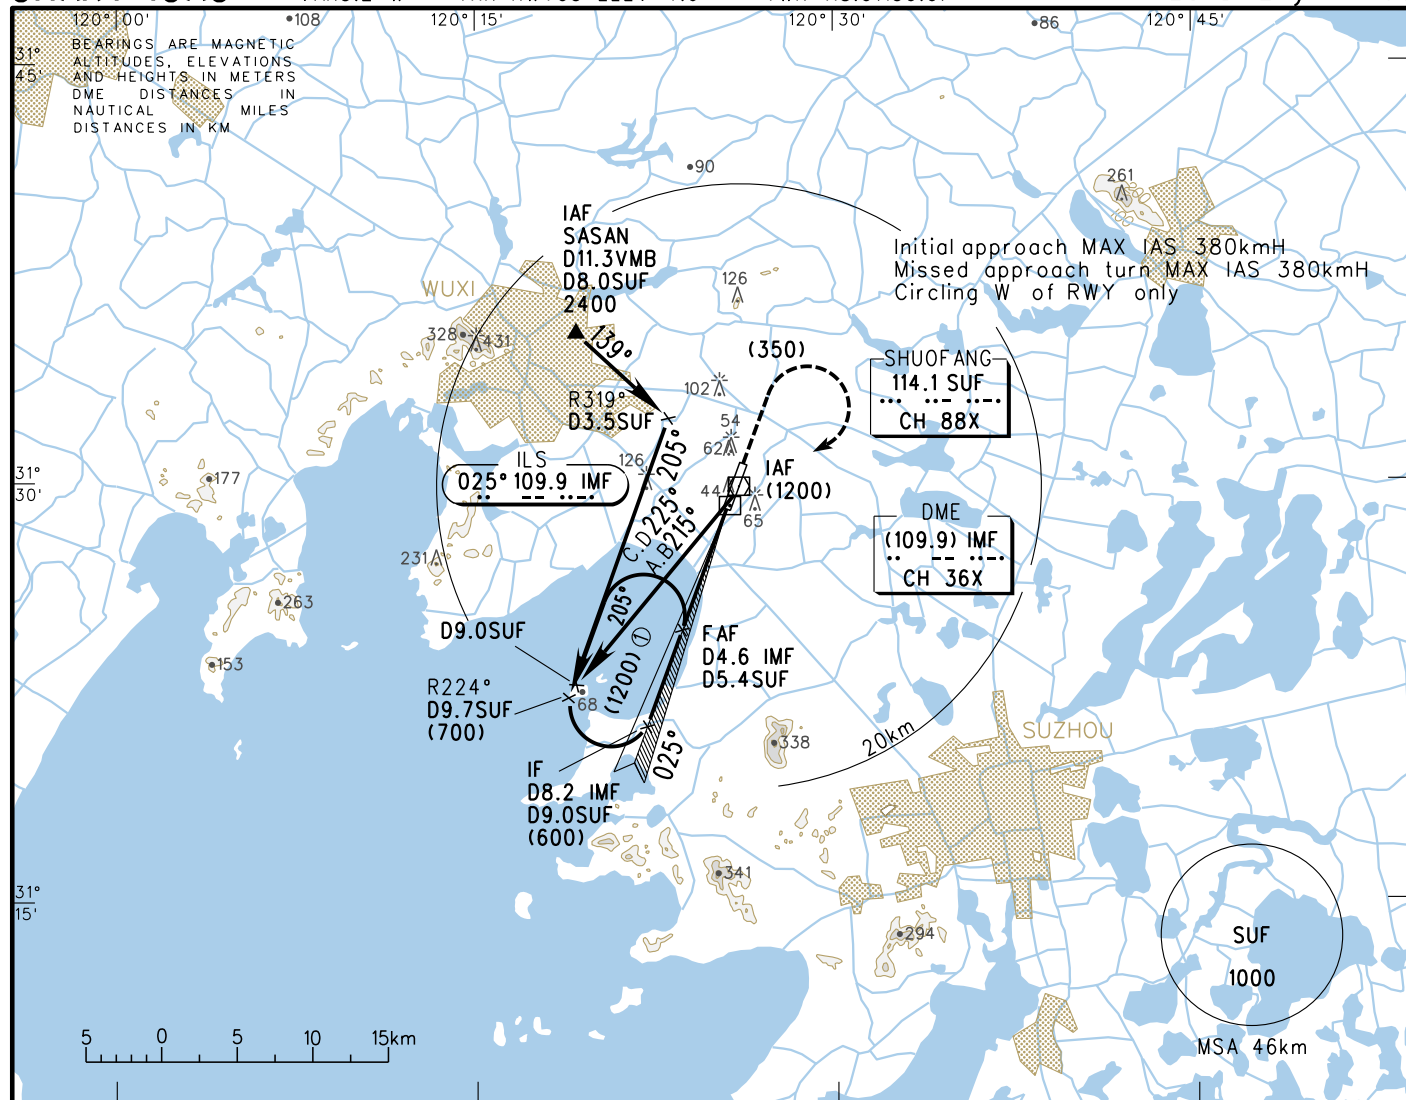 120° 00'
108
120° 15'
120° 30'
86
120° 45'
31°
45'
BEARINGS ARE MAGNETIC
ALTITUDES, ELEVATIONS
AND HEIGHTS IN METERS
DME DISTANCES IN
NAUTICAL MILES
DISTANCES IN KM
90
261
IAF
SASAN
D11.3VMB
D8.0SUF
2400
Initial approach MAX IAS 380kmH
Missed approach turn MAX IAS 380kmH
Circling W of RWY only
WUXI
126
328
431
139°
(350)
SHUOFANG
114.1 SUF
CH 88X
102
R319°
D3.5SUF
54
62
205°
ILS
025° 109.9 IMF
126
177
31°
30'
IAF
(1200)
44
65
C.D225°
A.B215°
DME
(109.9) IMF
CH 36X
231
263
205°
D9.0SUF
FAF
D4.6 IMF
D5.4SUF
153
(1200) ①
R224°
D9.7SUF
(700)
68
338
20km
SUZHOU
025°
IF
D8.2 IMF
D9.0SUF
(600)
341
31°
15'
294
SUF
1000
MSA 46km
5 0 5 10 15km